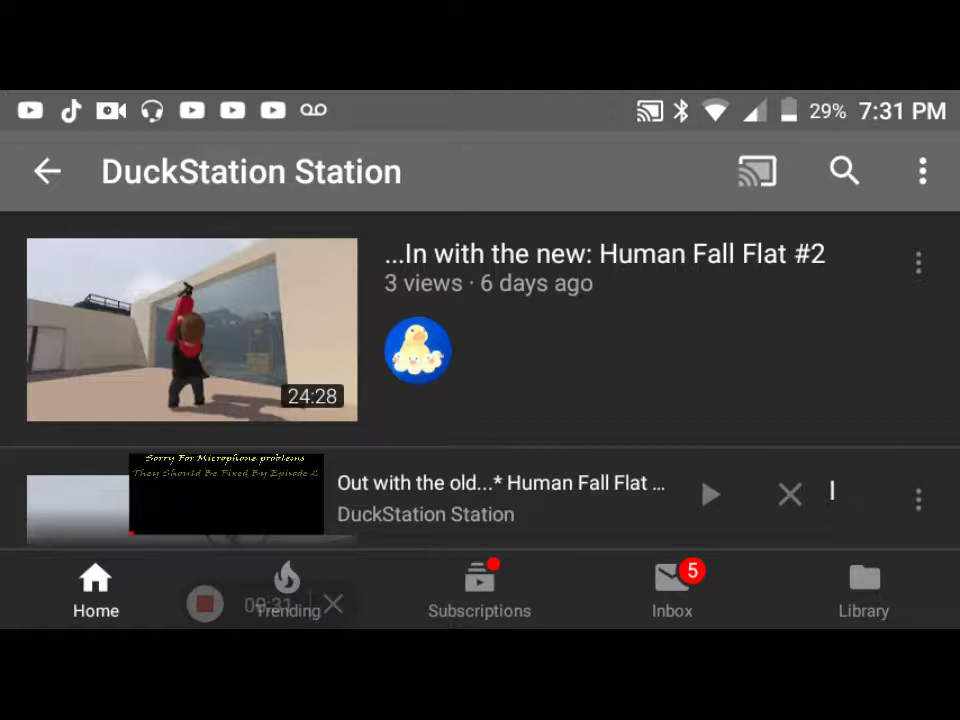 29% 7:31 PM
DuckStation Station
...In with the new: Human Fall Flat #2
3 views · 6 days ago
24:28
Sorry For Microphone problems
They Should Be Fixed By Episode 2
Out with the old...* Human Fall Flat ...
DuckStation Station
5
00:31
Home
Trending
Subscriptions
Inbox
Library